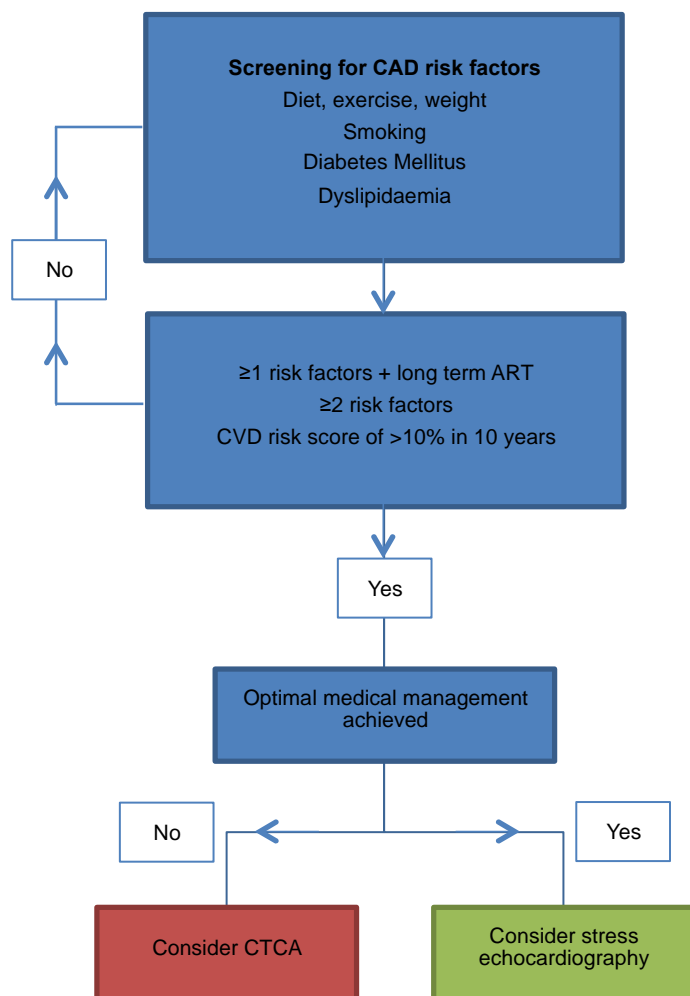 Screening for CAD risk factors
Diet, exercise, weight
Smoking
Diabetes Mellitus
Dyslipidaemia
No
≥1 risk factors + long term ART
≥2 risk factors
CVD risk score of >10% in 10 years
Yes
Optimal medical management
achieved
No
Yes
Consider CTCA
Consider stress
echocardiography